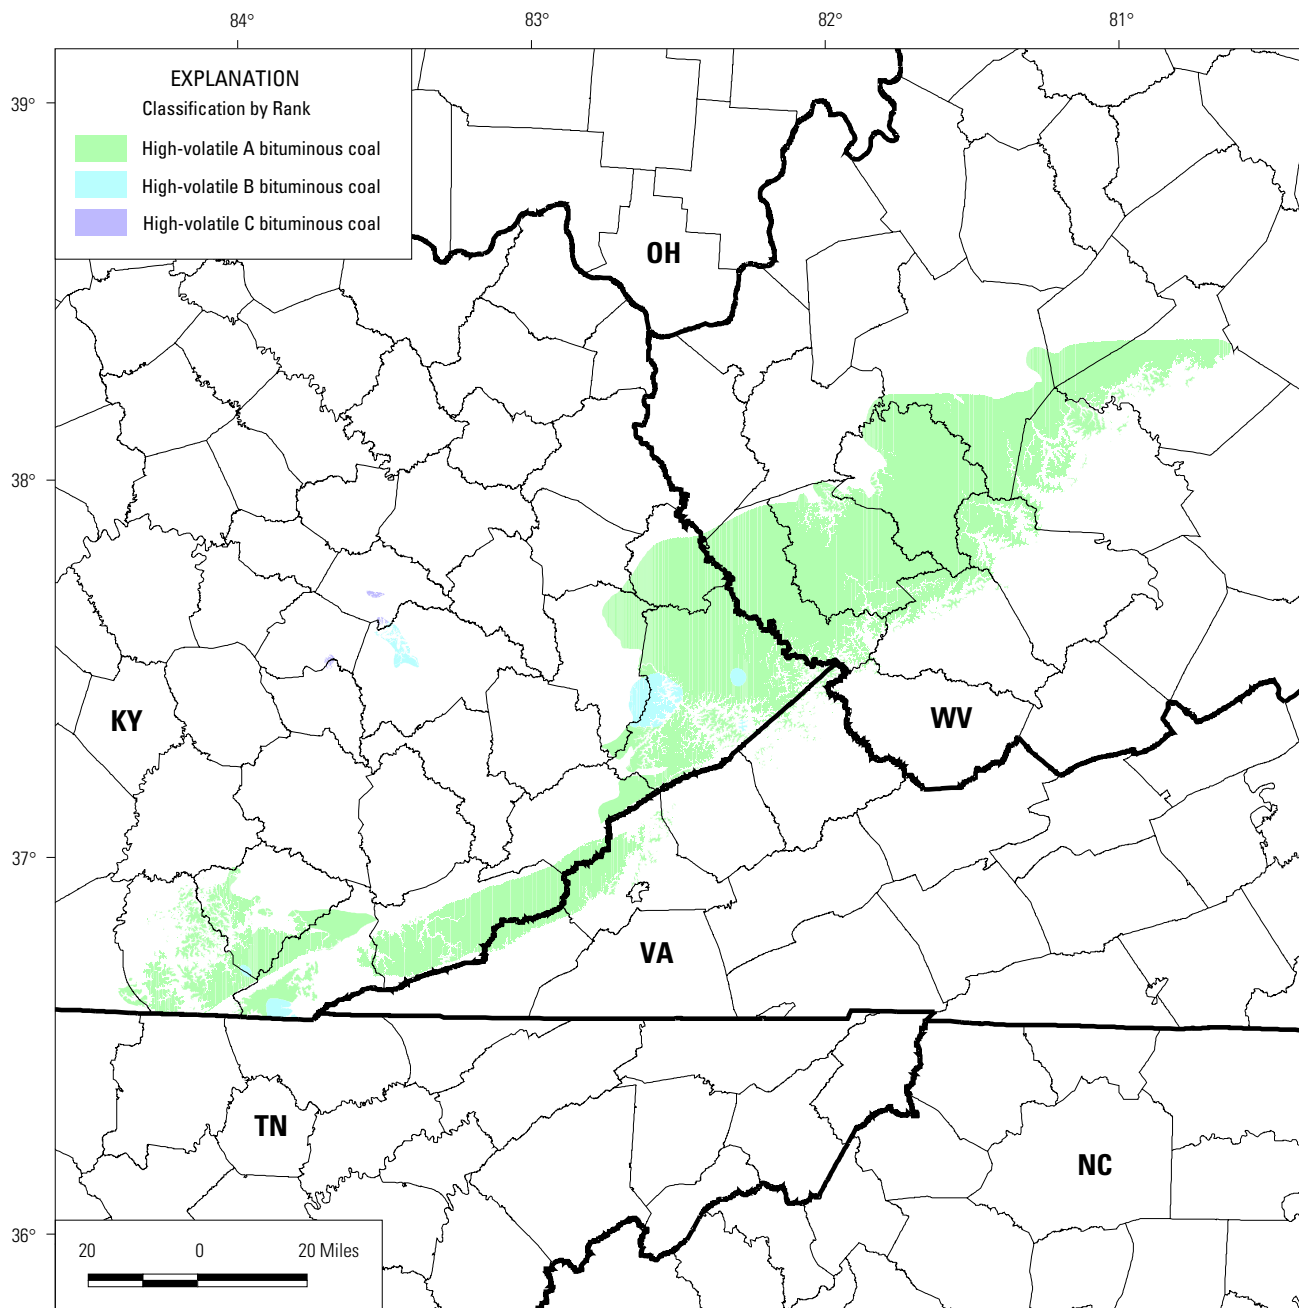 84°
83°
82°
81°
EXPLANATION
Classification by Rank
High-volatile A bituminous coal
High-volatile B bituminous coal
High-volatile C bituminous coal
39°
OH
38°
KY
WV
37°
VA
TN
NC
36°
20 0 20 Miles